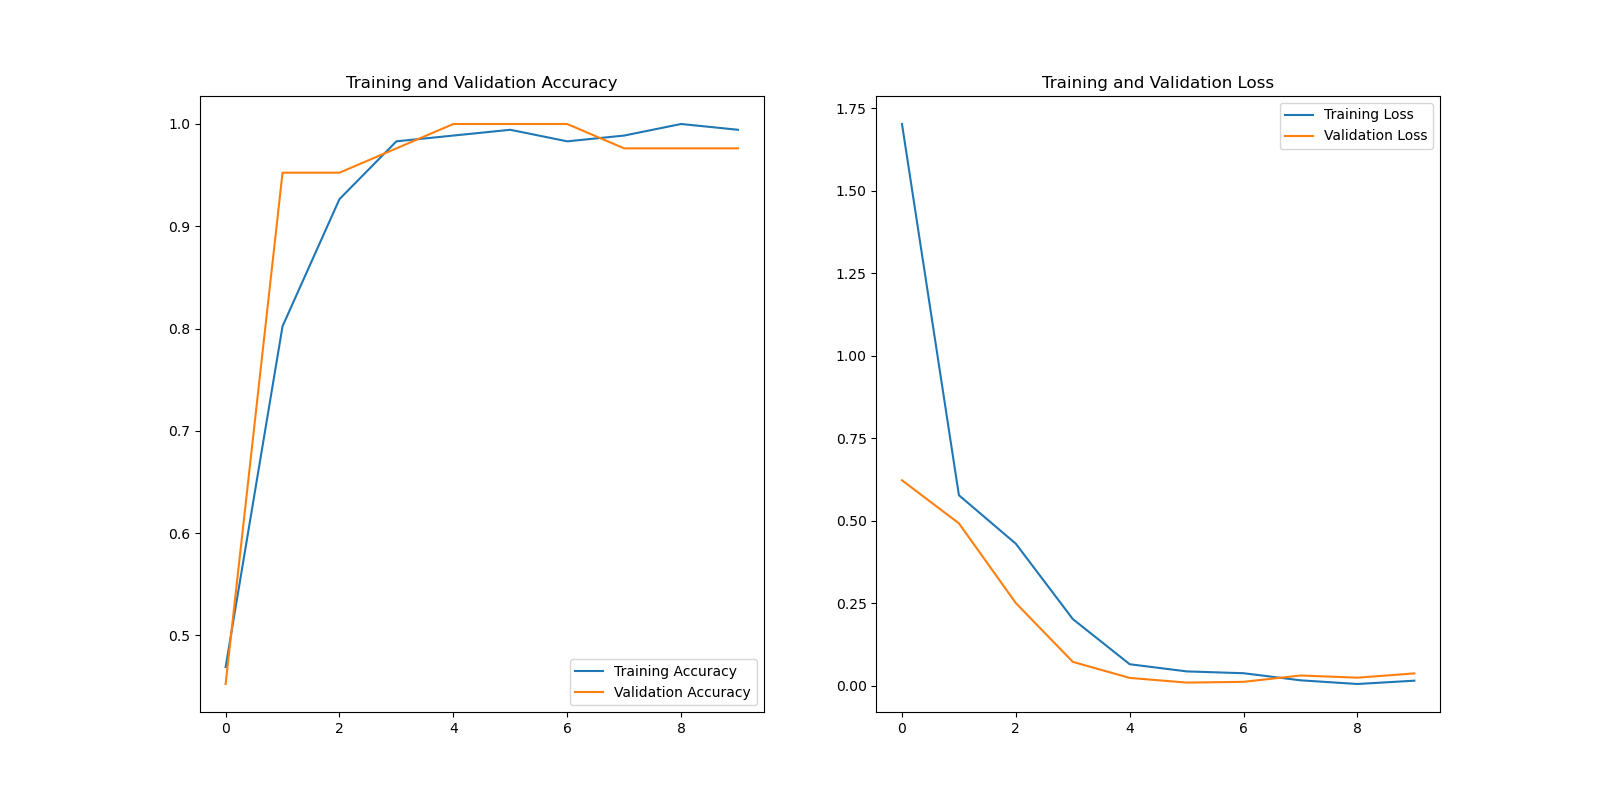 Training and Validation Accuracy
1.0
0.9
0.8
0.7
0.6
0.5
0 2 4 6 8
Training Accuracy
Validation Accuracy
Training and Validation Loss
1.75
1.50
1.25
1.00
0.75
0.50
0.25
0.00
0 2 4 6 8
Training Loss
Validation Loss